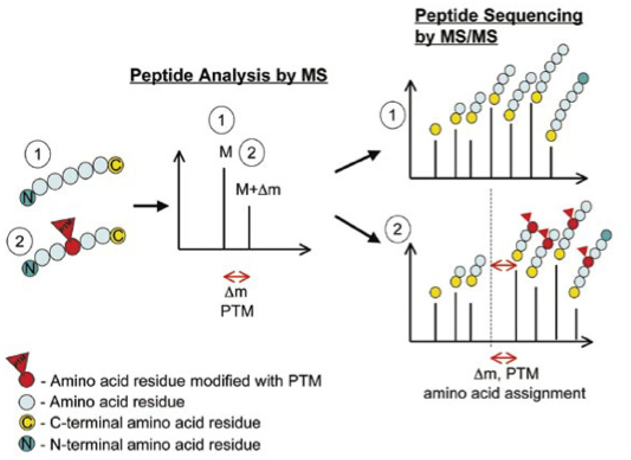 Peptide Sequencing
by MS/MS
Peptide Analysis by MS
1
C
N
2
PTM
C
N
1
M
2
M+Δm
Δm
PTM
1
2
Δm, PTM
amino acid assignment
PTM
- Amino acid residue modified with PTM
- Amino acid residue
C - C-terminal amino acid residue
N - N-terminal amino acid residue